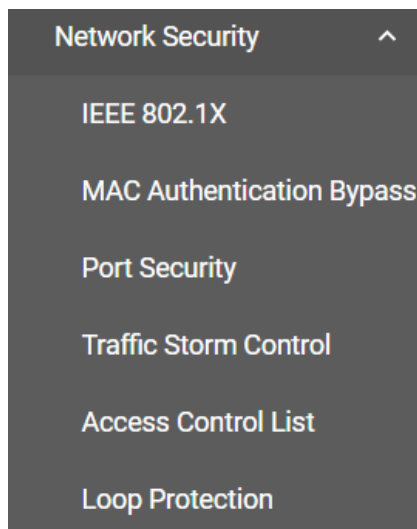 Network Security
IEEE 802.1X
MAC Authentication Bypass
Port Security
Traffic Storm Control
Access Control List
Loop Protection